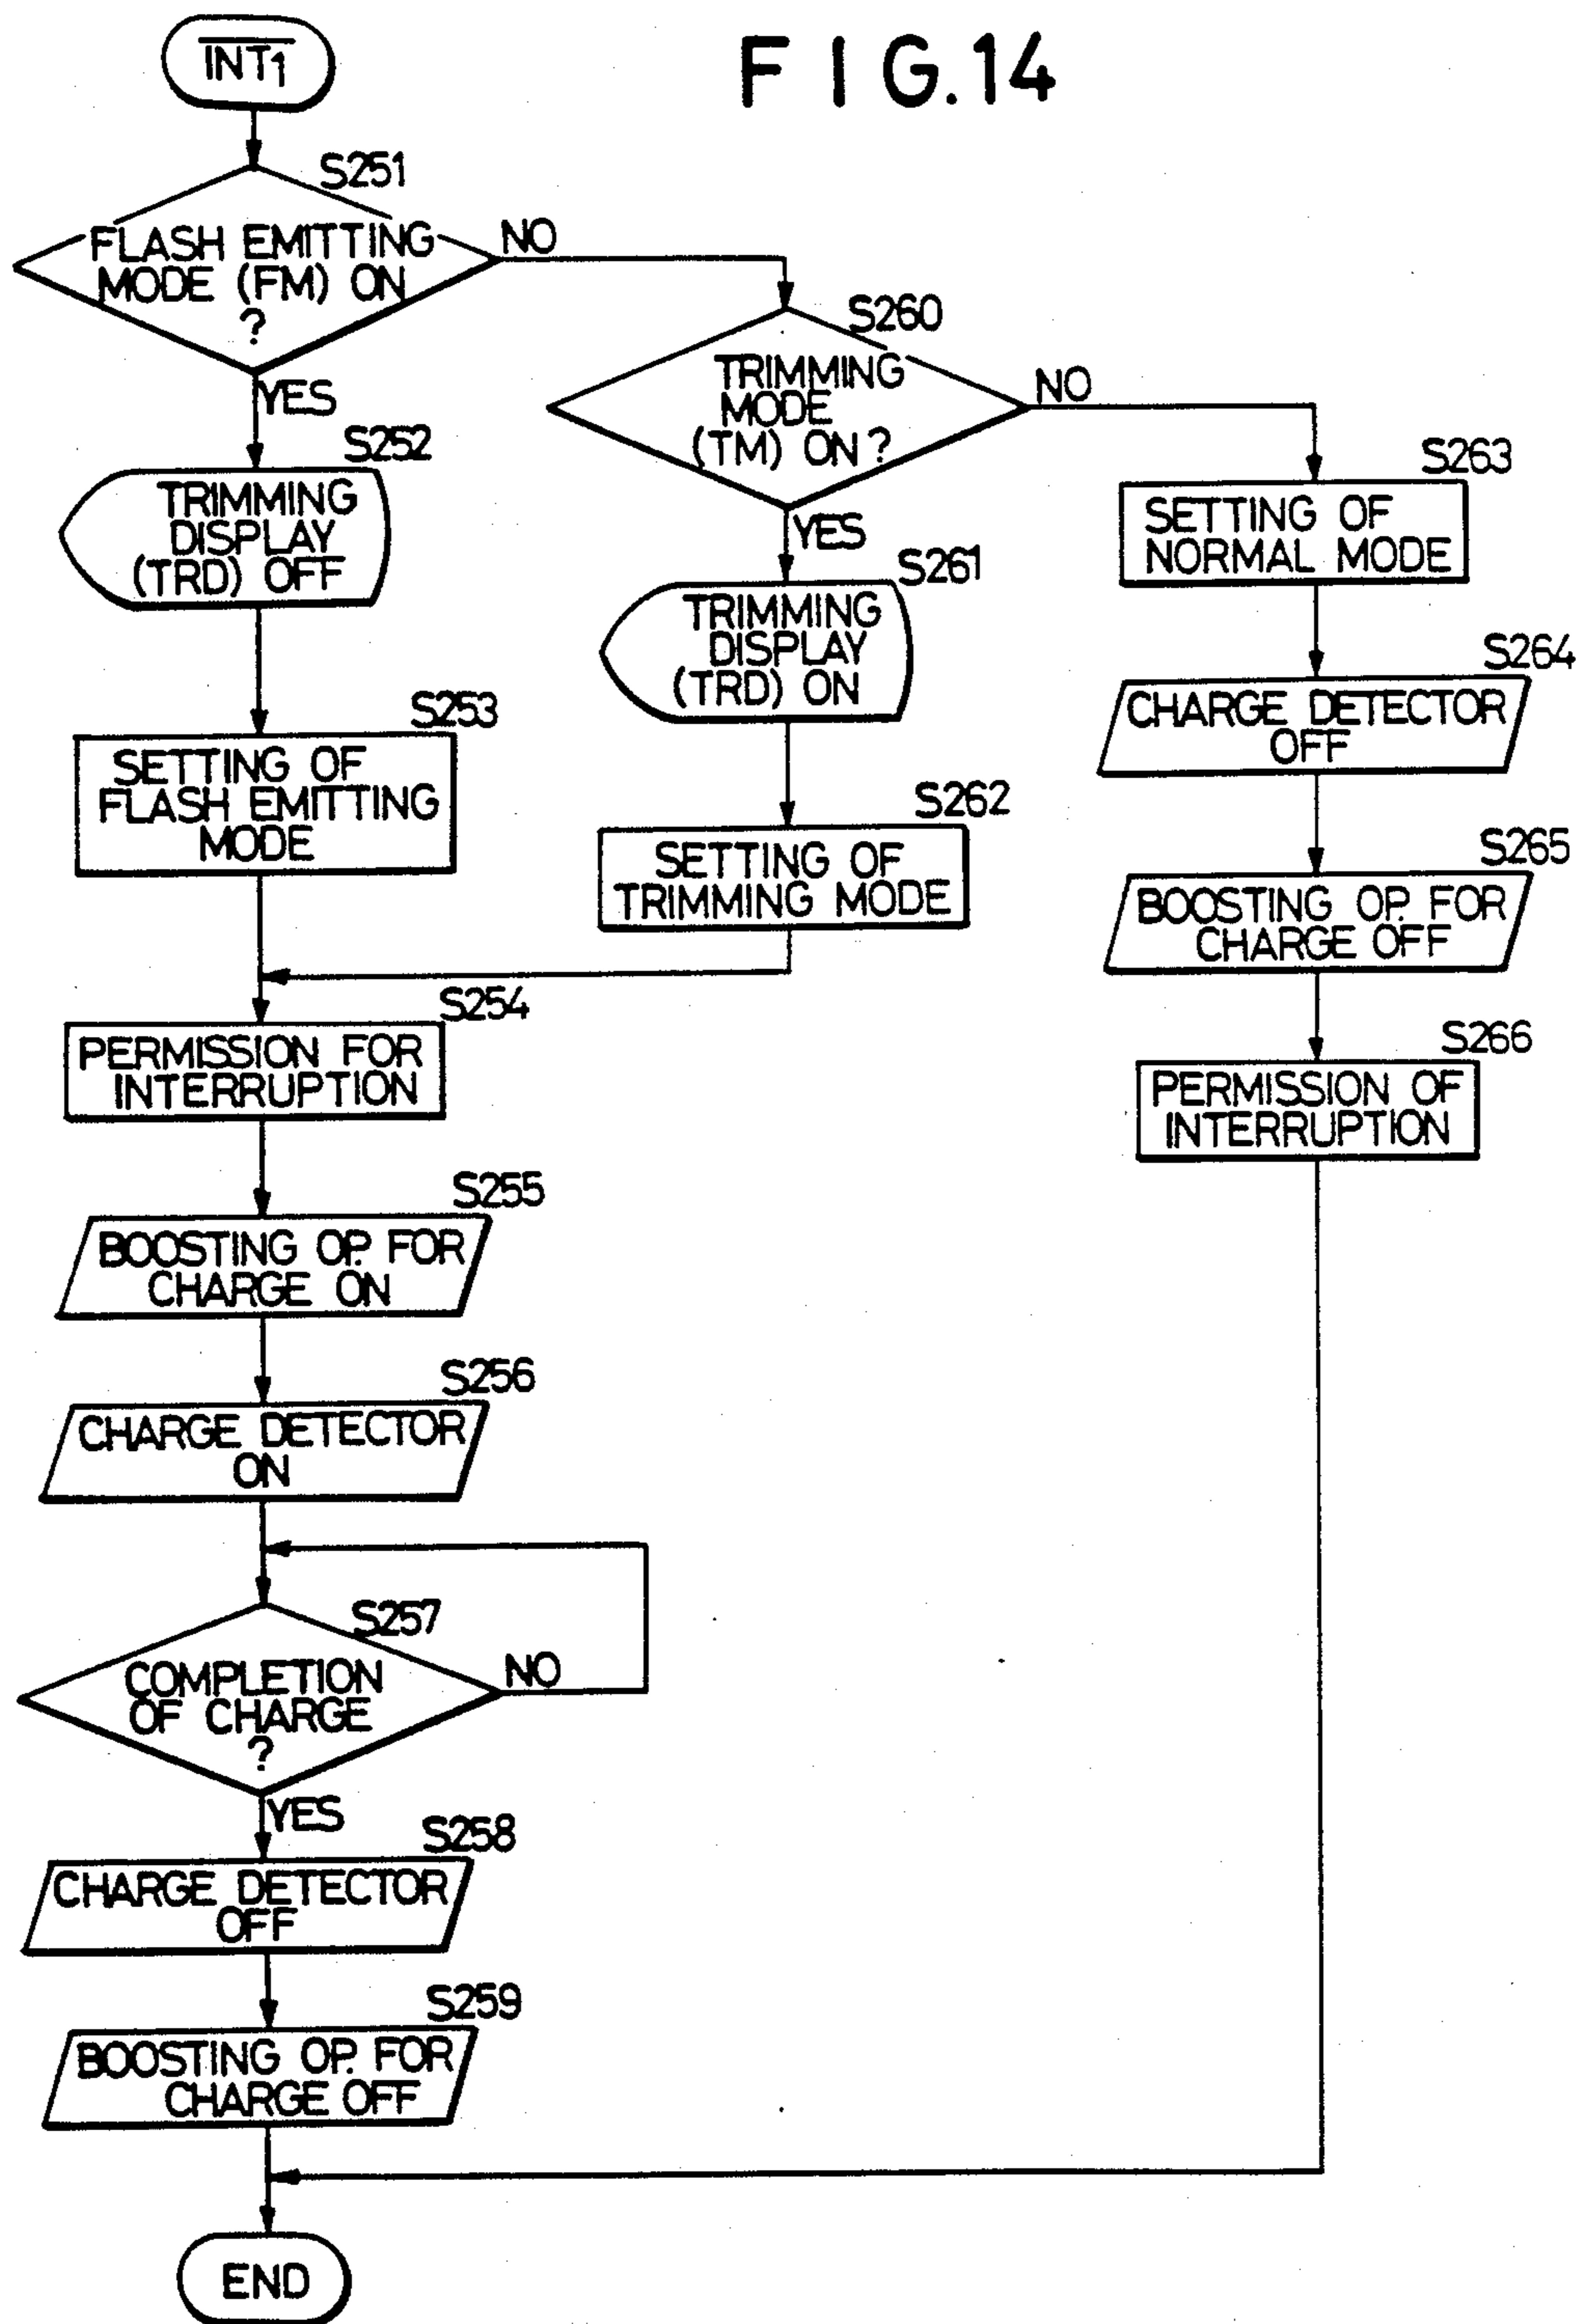 FIG.14
INT1
S251
FLASH EMITTING
MODE (FM) ON
?
NO
YES
S252
TRIMMING
DISPLAY
(TRD) OFF
S253
SETTING OF
FLASH EMITTING
MODE
S260
TRIMMING
MODE
(TM) ON?
NO
YES
S261
TRIMMING
DISPLAY
(TRD) ON
S262
SETTING OF
TRIMMING MODE
S263
SETTING OF
NORMAL MODE
S264
CHARGE DETECTOR
OFF
S265
BOOSTING OP. FOR
CHARGE OFF
S266
PERMISSION OF
INTERRUPTION
S254
PERMISSION FOR
INTERRUPTION
S255
BOOSTING OP. FOR
CHARGE ON
S256
CHARGE DETECTOR
ON
S257
COMPLETION
OF CHARGE
?
NO
YES
S258
CHARGE DETECTOR
OFF
S259
BOOSTING OP. FOR
CHARGE OFF
END